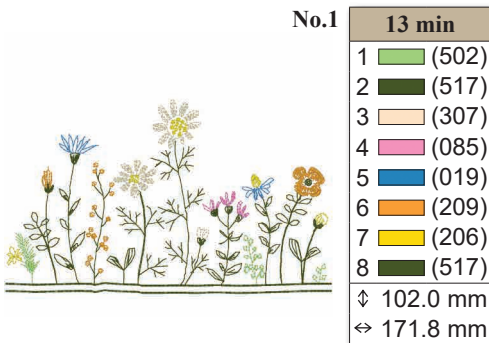 No.1
13 min
1 (502)
2 (517)
3 (307)
4 (085)
5 (019)
6 (209)
7 (206)
8 (517)
↕ 102.0 mm
↔ 171.8 mm